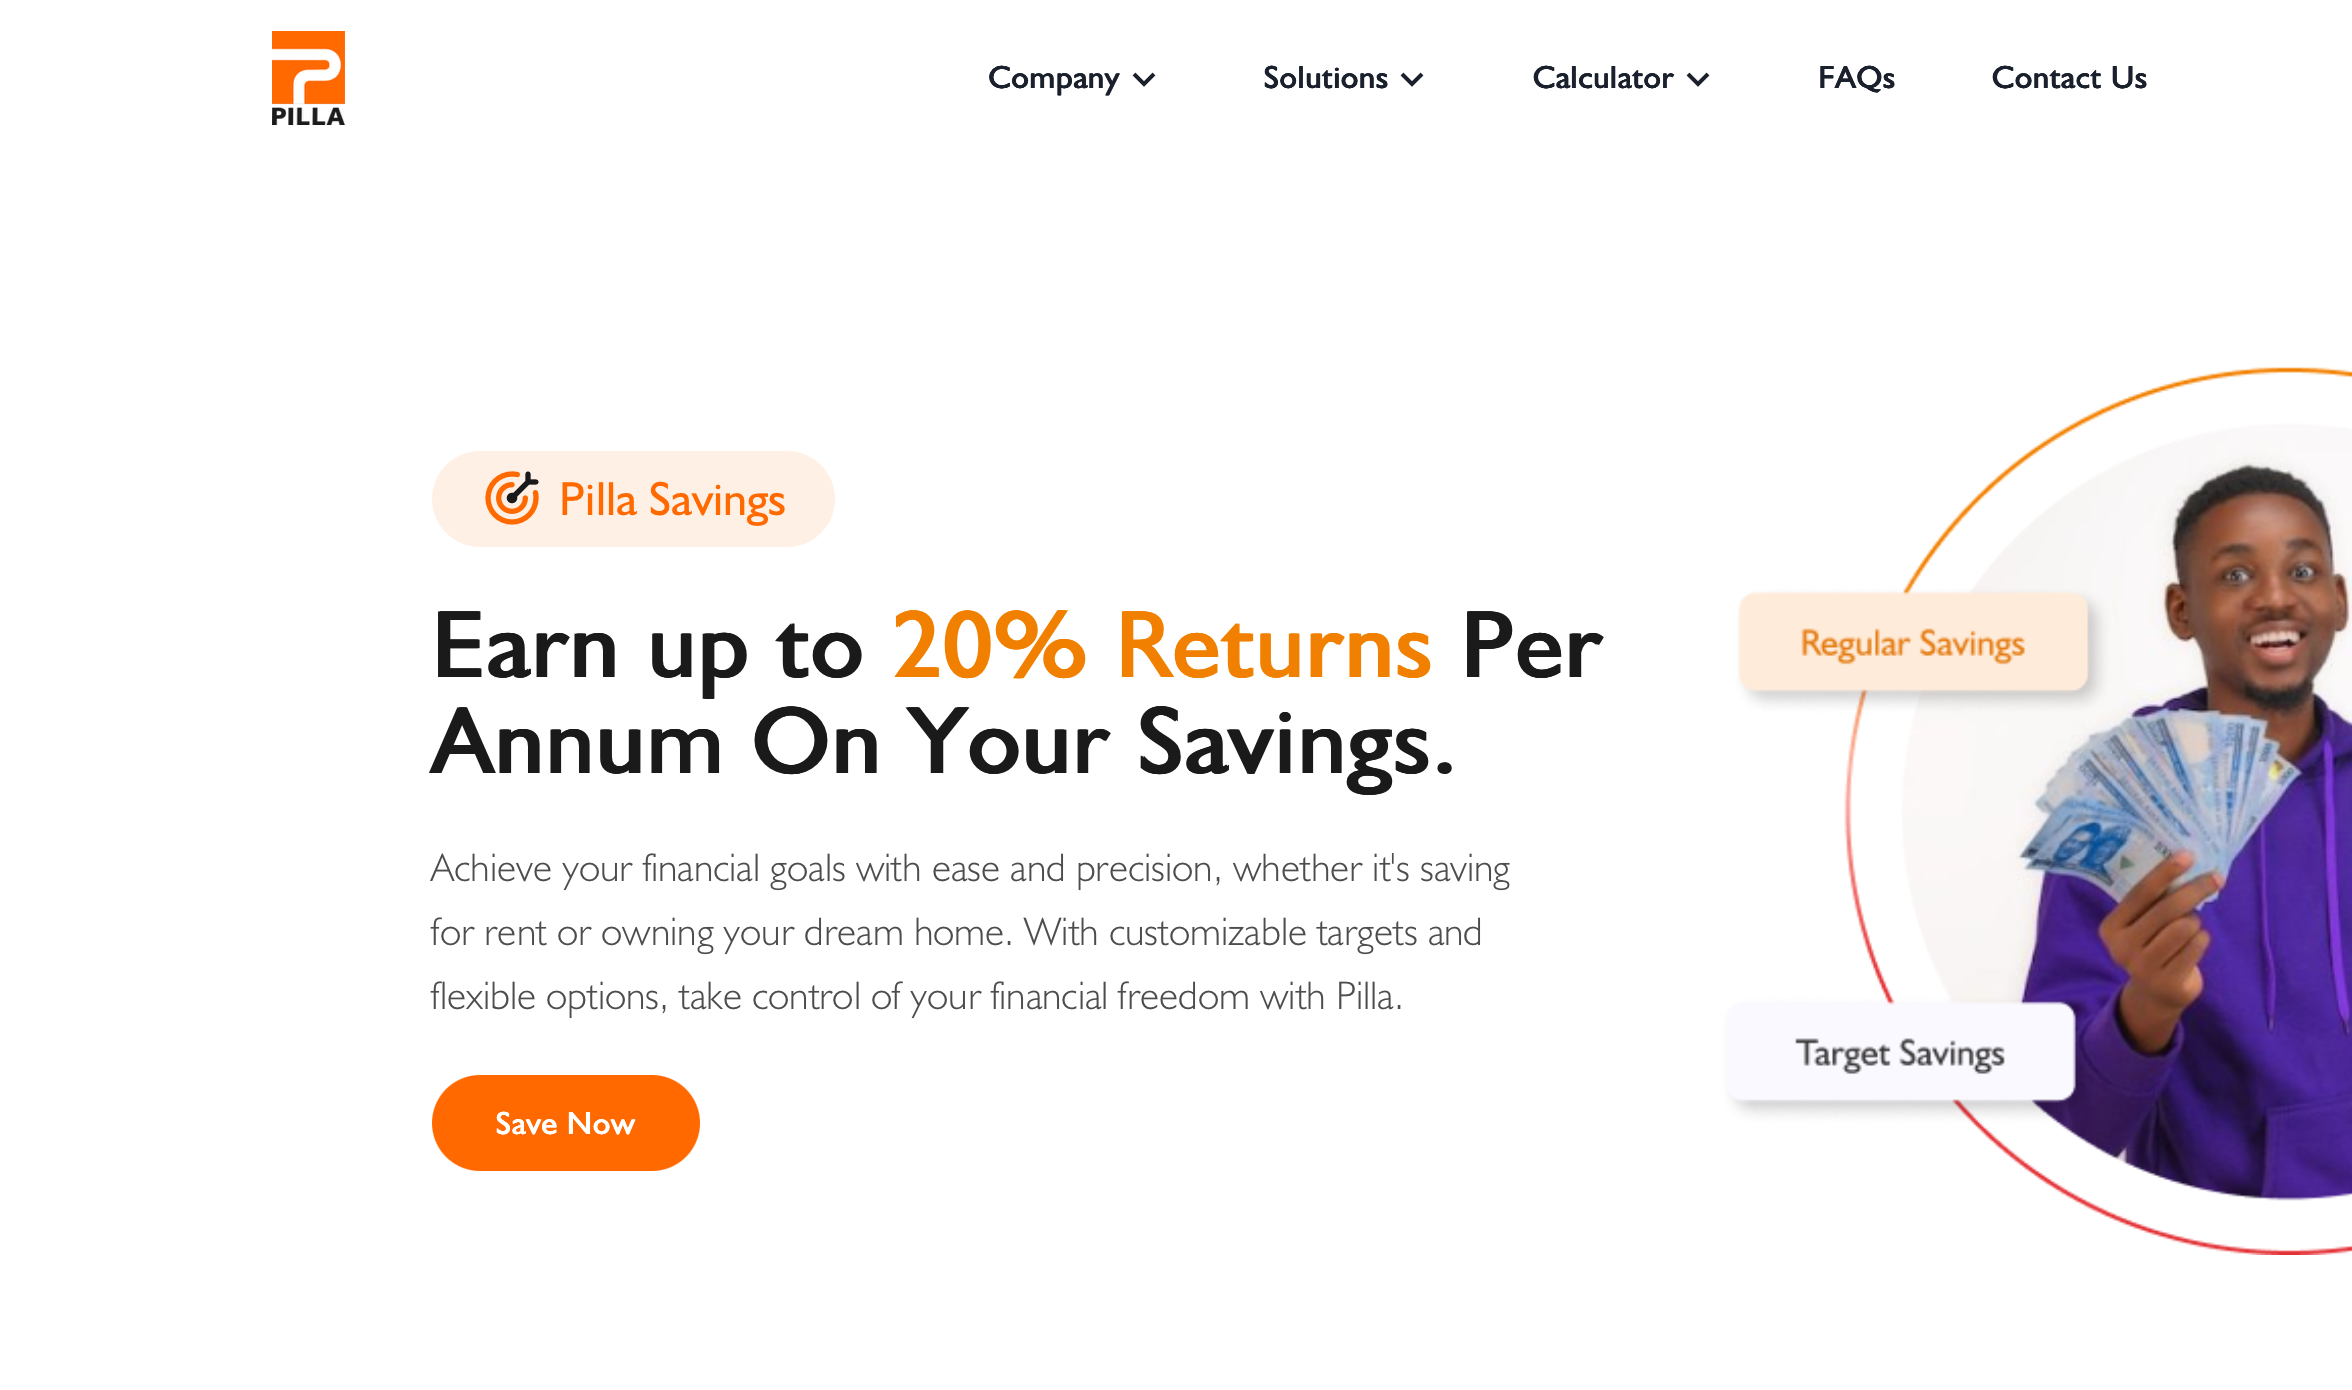 PILLA
Company
Solutions
Calculator
FAQs
Contact Us
Pilla Savings
Earn up to 20% Returns Per
Annum On Your Savings.
Achieve your financial goals with ease and precision, whether it's saving
for rent or owning your dream home. With customizable targets and
flexible options, take control of your financial freedom with Pilla.
Save Now
Regular Savings
Target Savings